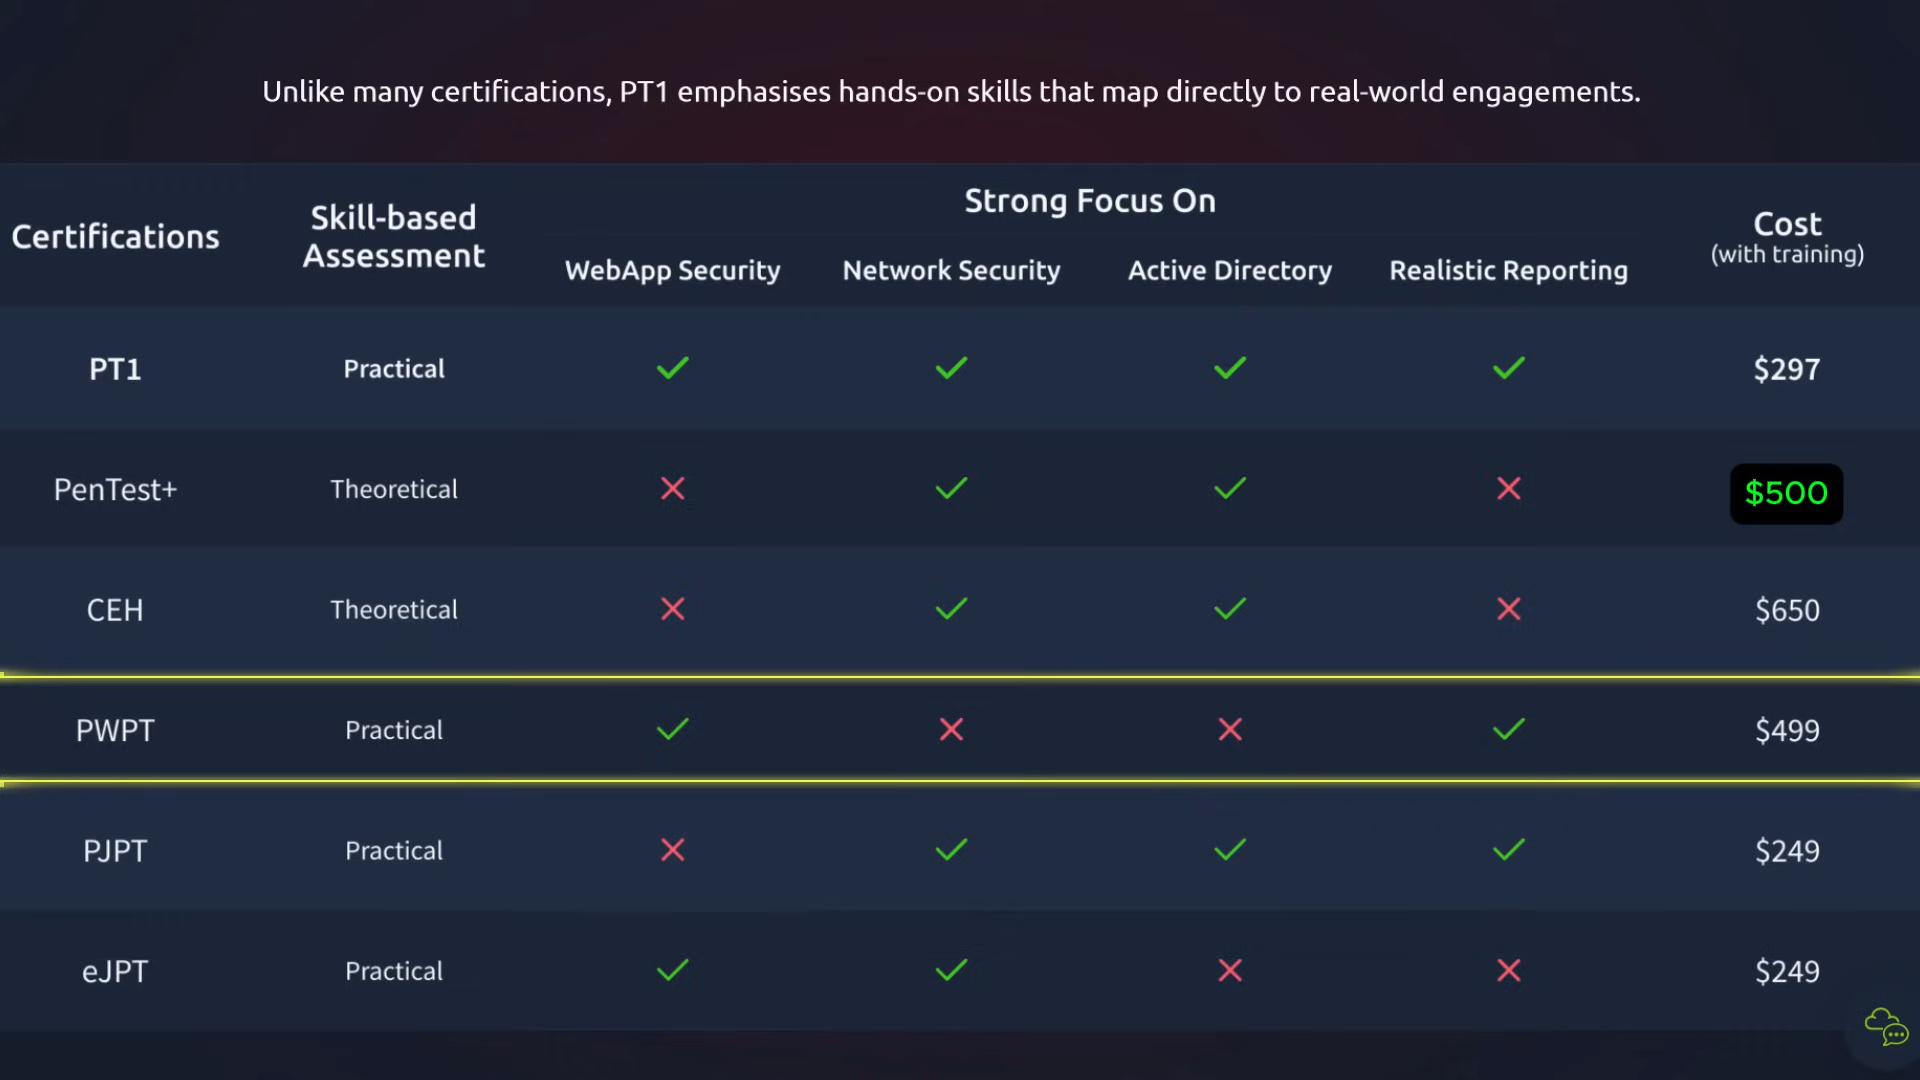 Unlike many certifications, PT1 emphasises hands-on skills that map directly to real-world engagements.
Certifications
Skill-based
Assessment
Strong Focus On
WebApp Security
Network Security
Active Directory
Realistic Reporting
Cost
(with training)
PT1 Practical $297
PenTest+ Theoretical $500
CEH Theoretical $650
PWPT Practical $499
PJPT Practical $249
eJPT Practical $249